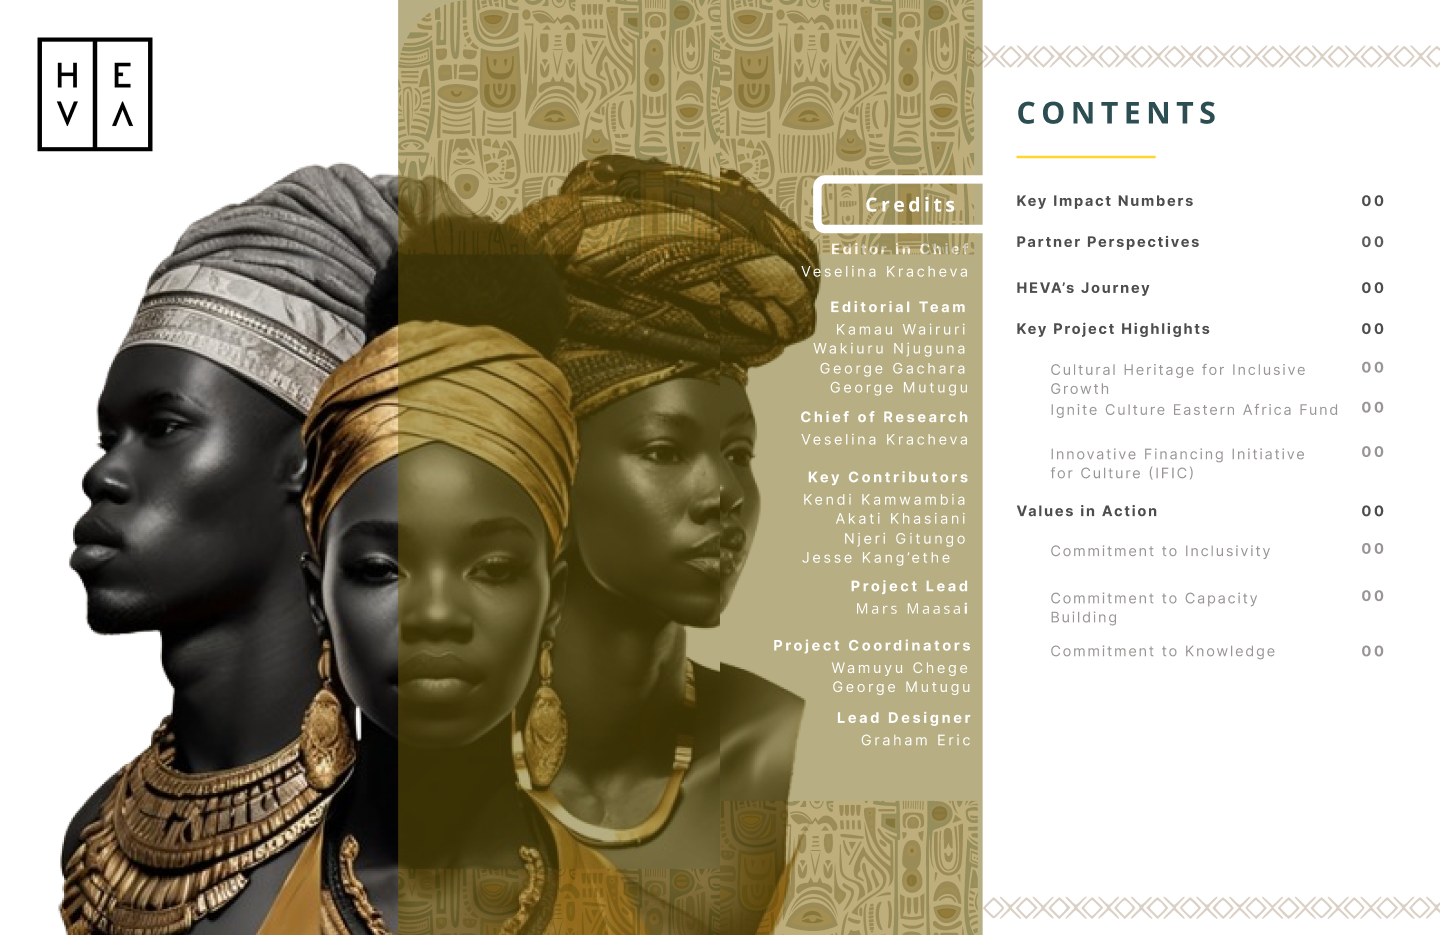 H E
V Λ
Credits
Editor in Chief
Veselina Kracheva
Editorial Team
Kamau Wairuri
Wakiuru Njuguna
George Gachara
George Mutugu
Chief of Research
Veselina Kracheva
Key Contributors
Kendi Kamwambia
Akati Khasiani
Njeri Gitungo
Jesse Kang’ethe
Project Lead
Mars Maasai
Project Coordinators
Wamuyu Chege
George Mutugu
Lead Designer
Graham Eric
CONTENTS
Key Impact Numbers 00
Partner Perspectives 00
HEVA’s Journey 00
Key Project Highlights 00
Cultural Heritage for Inclusive 00
Growth
Ignite Culture Eastern Africa Fund 00
Innovative Financing Initiative 00
for Culture (IFIC)
Values in Action 00
Commitment to Inclusivity 00
Commitment to Capacity 00
Building
Commitment to Knowledge 00